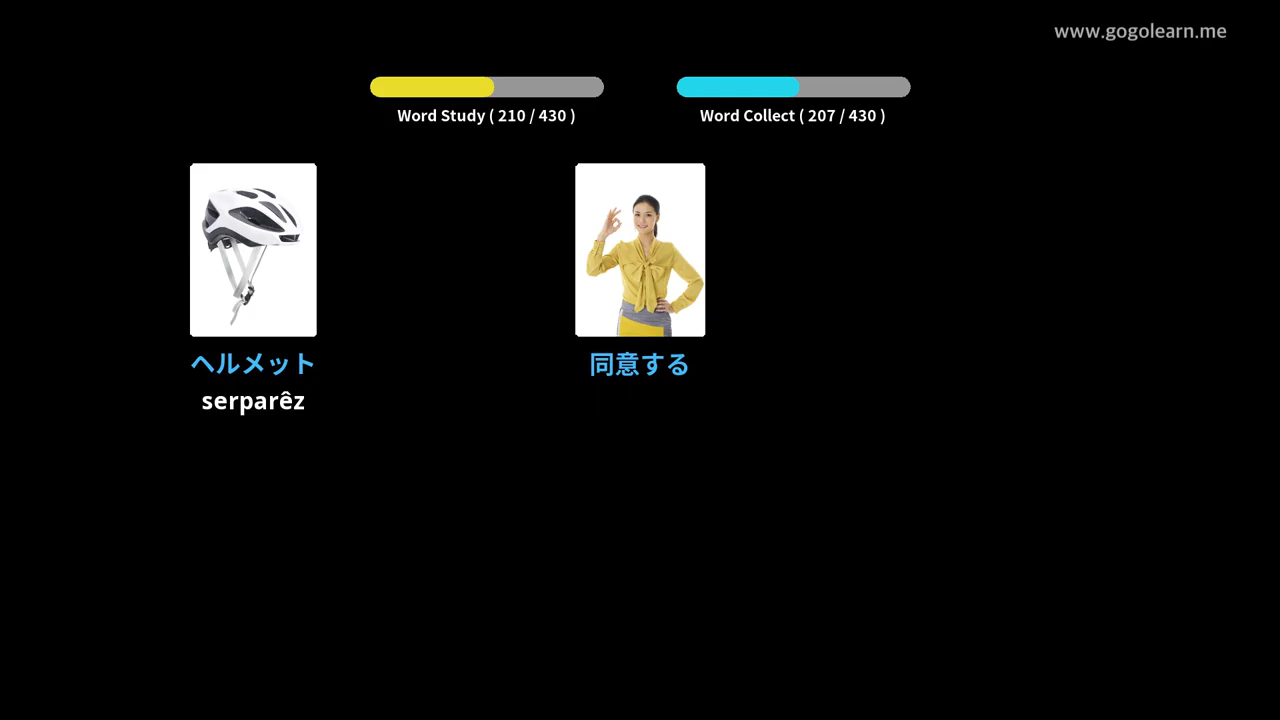 www.gogolearn.me
Word Study ( 210 / 430 )
Word Collect ( 207 / 430 )
ヘルメット
serparêz
同意する